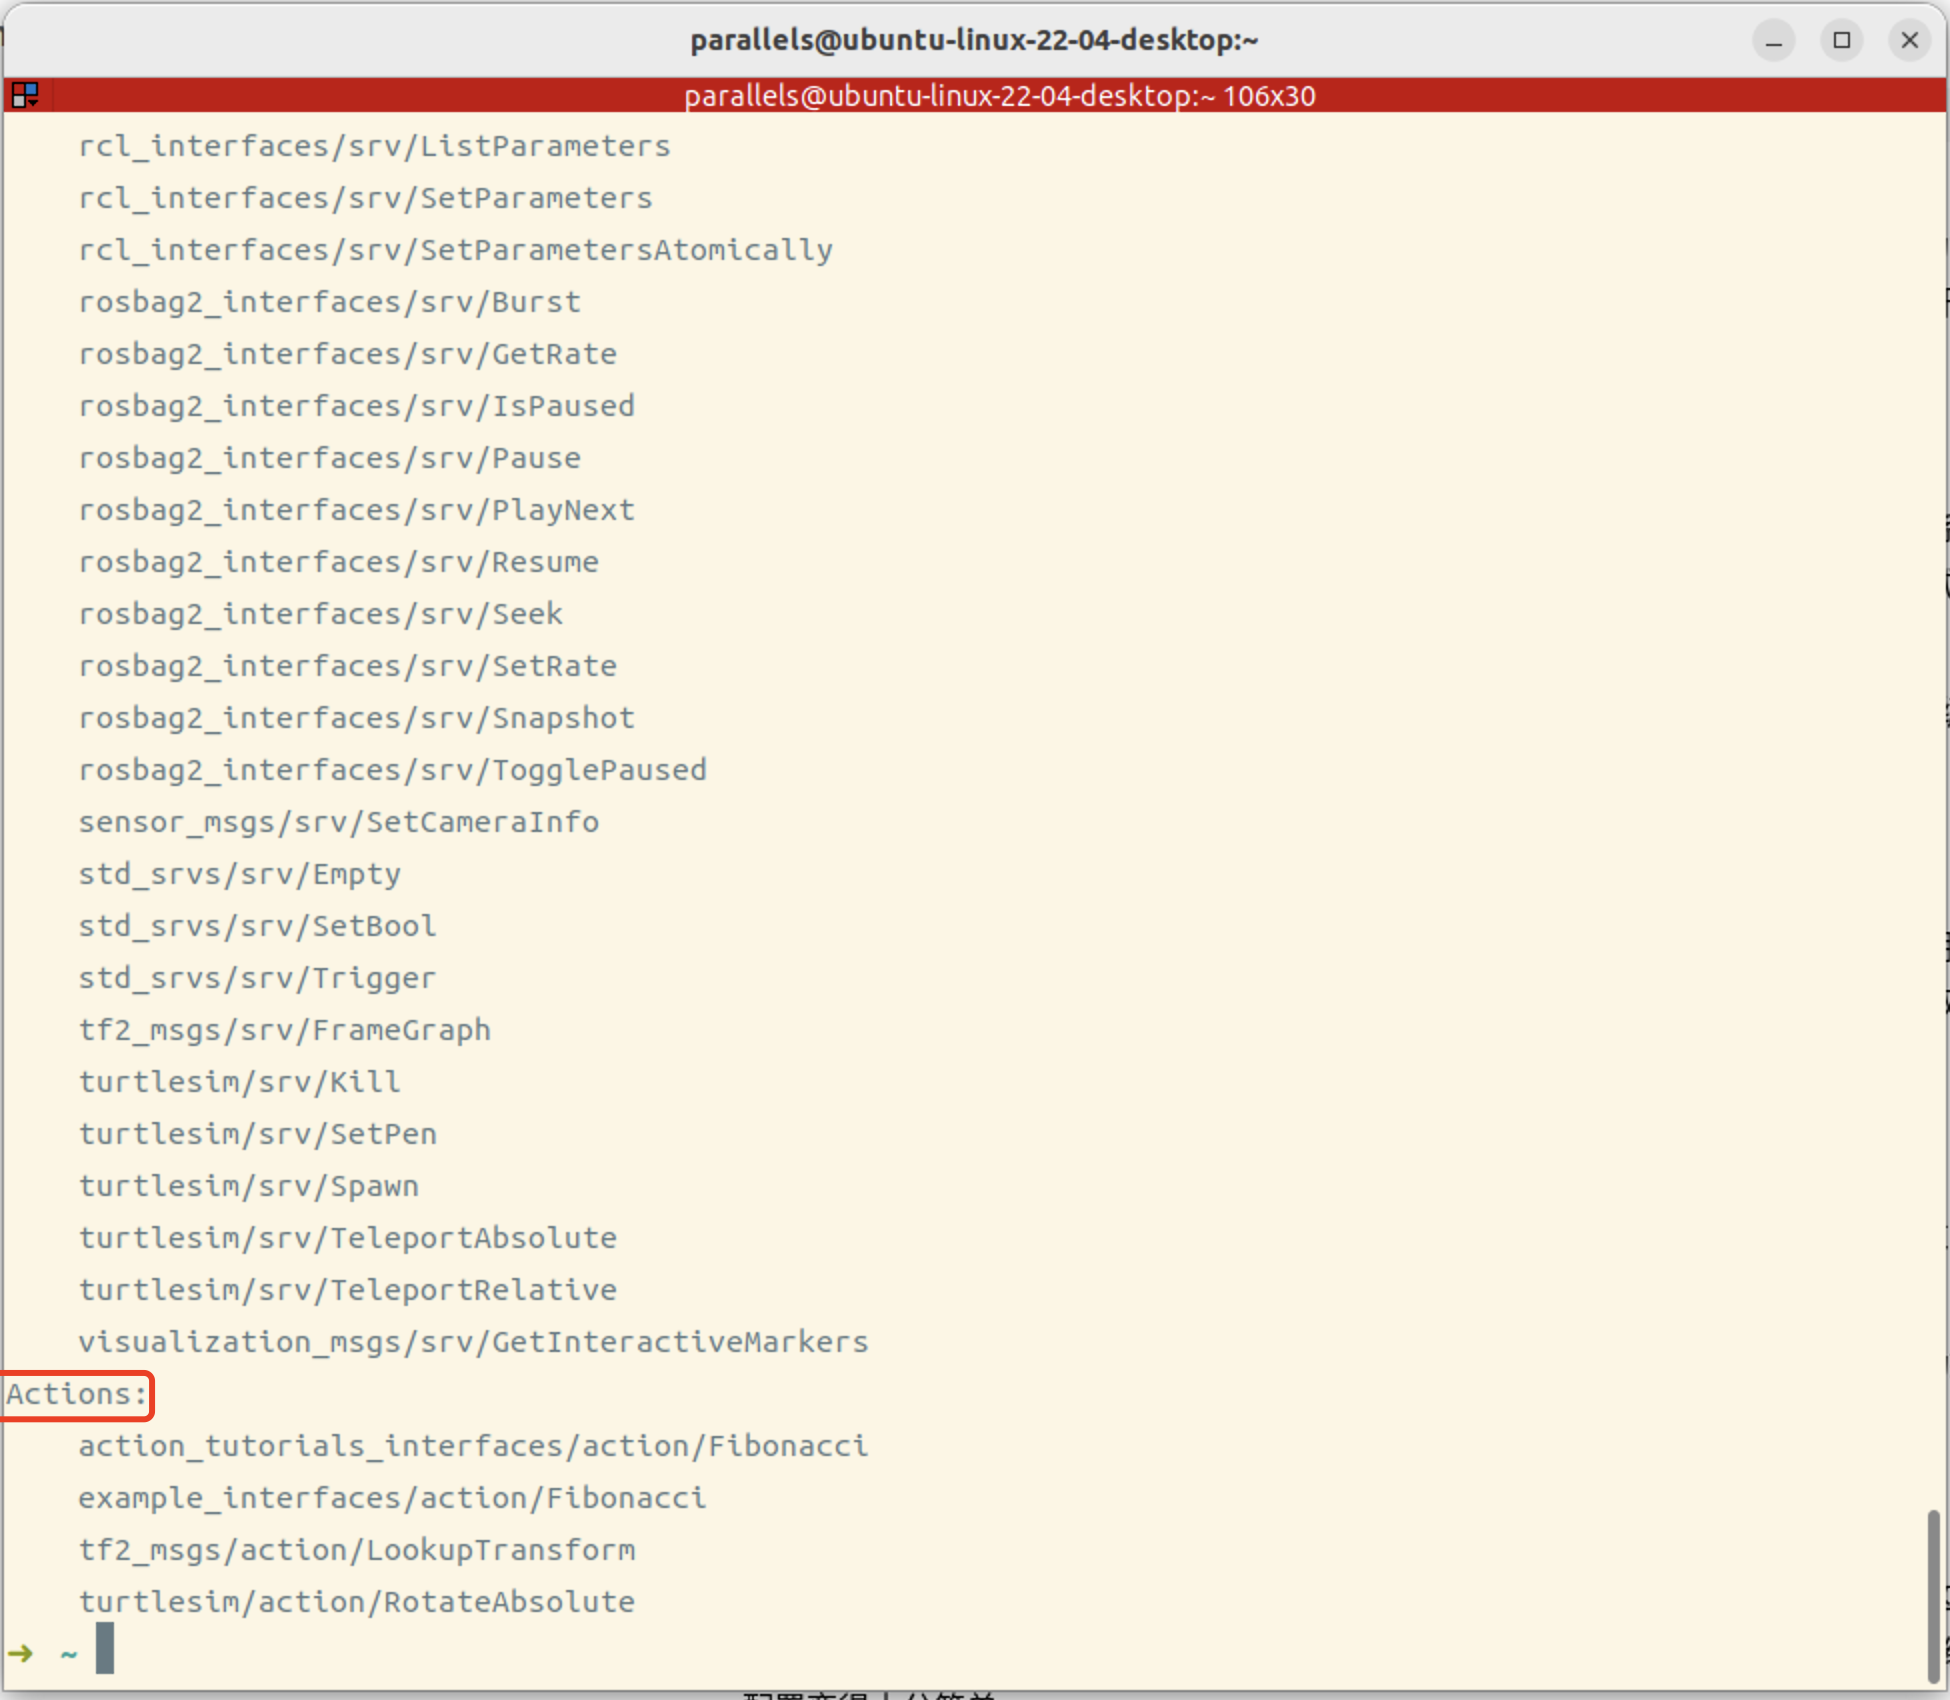 parallels@ubuntu-linux-22-04-desktop:~
parallels@ubuntu-linux-22-04-desktop:~ 106x30
rcl_interfaces/srv/ListParameters
rcl_interfaces/srv/SetParameters
rcl_interfaces/srv/SetParametersAtomically
rosbag2_interfaces/srv/Burst
rosbag2_interfaces/srv/GetRate
rosbag2_interfaces/srv/IsPaused
rosbag2_interfaces/srv/Pause
rosbag2_interfaces/srv/PlayNext
rosbag2_interfaces/srv/Resume
rosbag2_interfaces/srv/Seek
rosbag2_interfaces/srv/SetRate
rosbag2_interfaces/srv/Snapshot
rosbag2_interfaces/srv/TogglePaused
sensor_msgs/srv/SetCameraInfo
std_srvs/srv/Empty
std_srvs/srv/SetBool
std_srvs/srv/Trigger
tf2_msgs/srv/FrameGraph
turtlesim/srv/Kill
turtlesim/srv/SetPen
turtlesim/srv/Spawn
turtlesim/srv/TeleportAbsolute
turtlesim/srv/TeleportRelative
visualization_msgs/srv/GetInteractiveMarkers
Actions:
action_tutorials_interfaces/action/Fibonacci
example_interfaces/action/Fibonacci
tf2_msgs/action/LookupTransform
turtlesim/action/RotateAbsolute
➜ ~